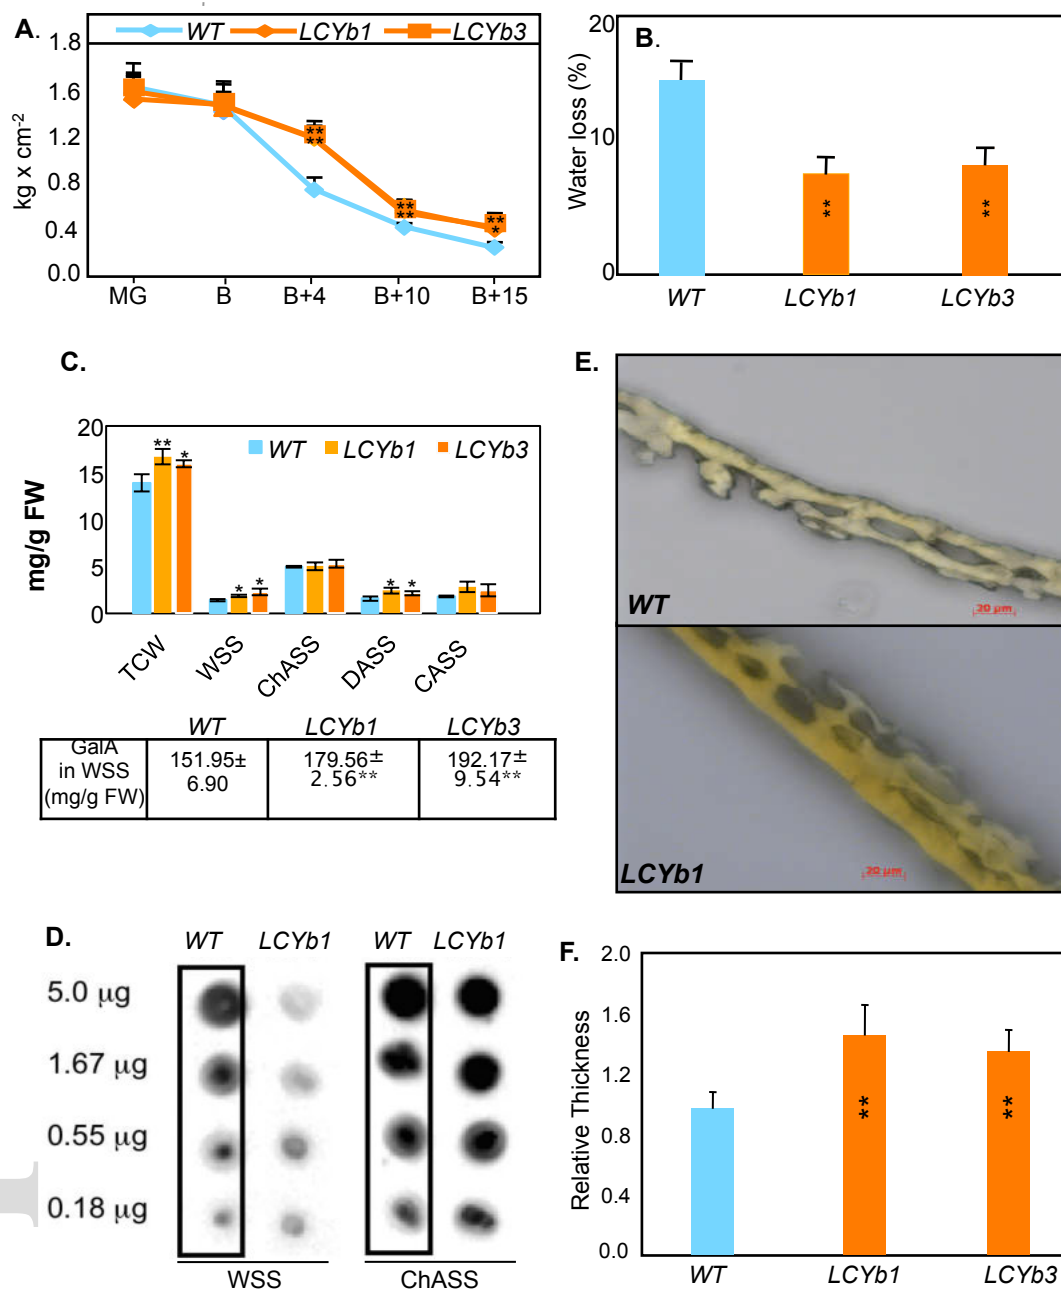 A.
WT LCYb1 LCYb3
1.8
1.6
1.2
0.8
0.4
0.0
kg x cm-2
**
**
**
**
**
*
MG B B+4 B+10 B+15
B.
20
10
0
Water loss (%)
**
**
WT LCYb1 LCYb3
C.
20
15
10
5
0
mg/g FW
WT LCYb1 LCYb3
** *
* *
* *
TCW WSS ChASS DASS CASS
WT LCYb1 LCYb3
GalA in WSS (mg/g FW)
151.95± 6.90
179.56± 2.56**
192.17± 9.54**
E.
WT
20 µm
LCYb1
20 µm
D.
WT LCYb1 WT LCYb1
5.0 µg
1.67 µg
0.55 µg
0.18 µg
WSS ChASS
F.
2.0
1.6
1.2
0.8
0.4
0.0
Relative Thickness
**
**
WT LCYb1 LCYb3